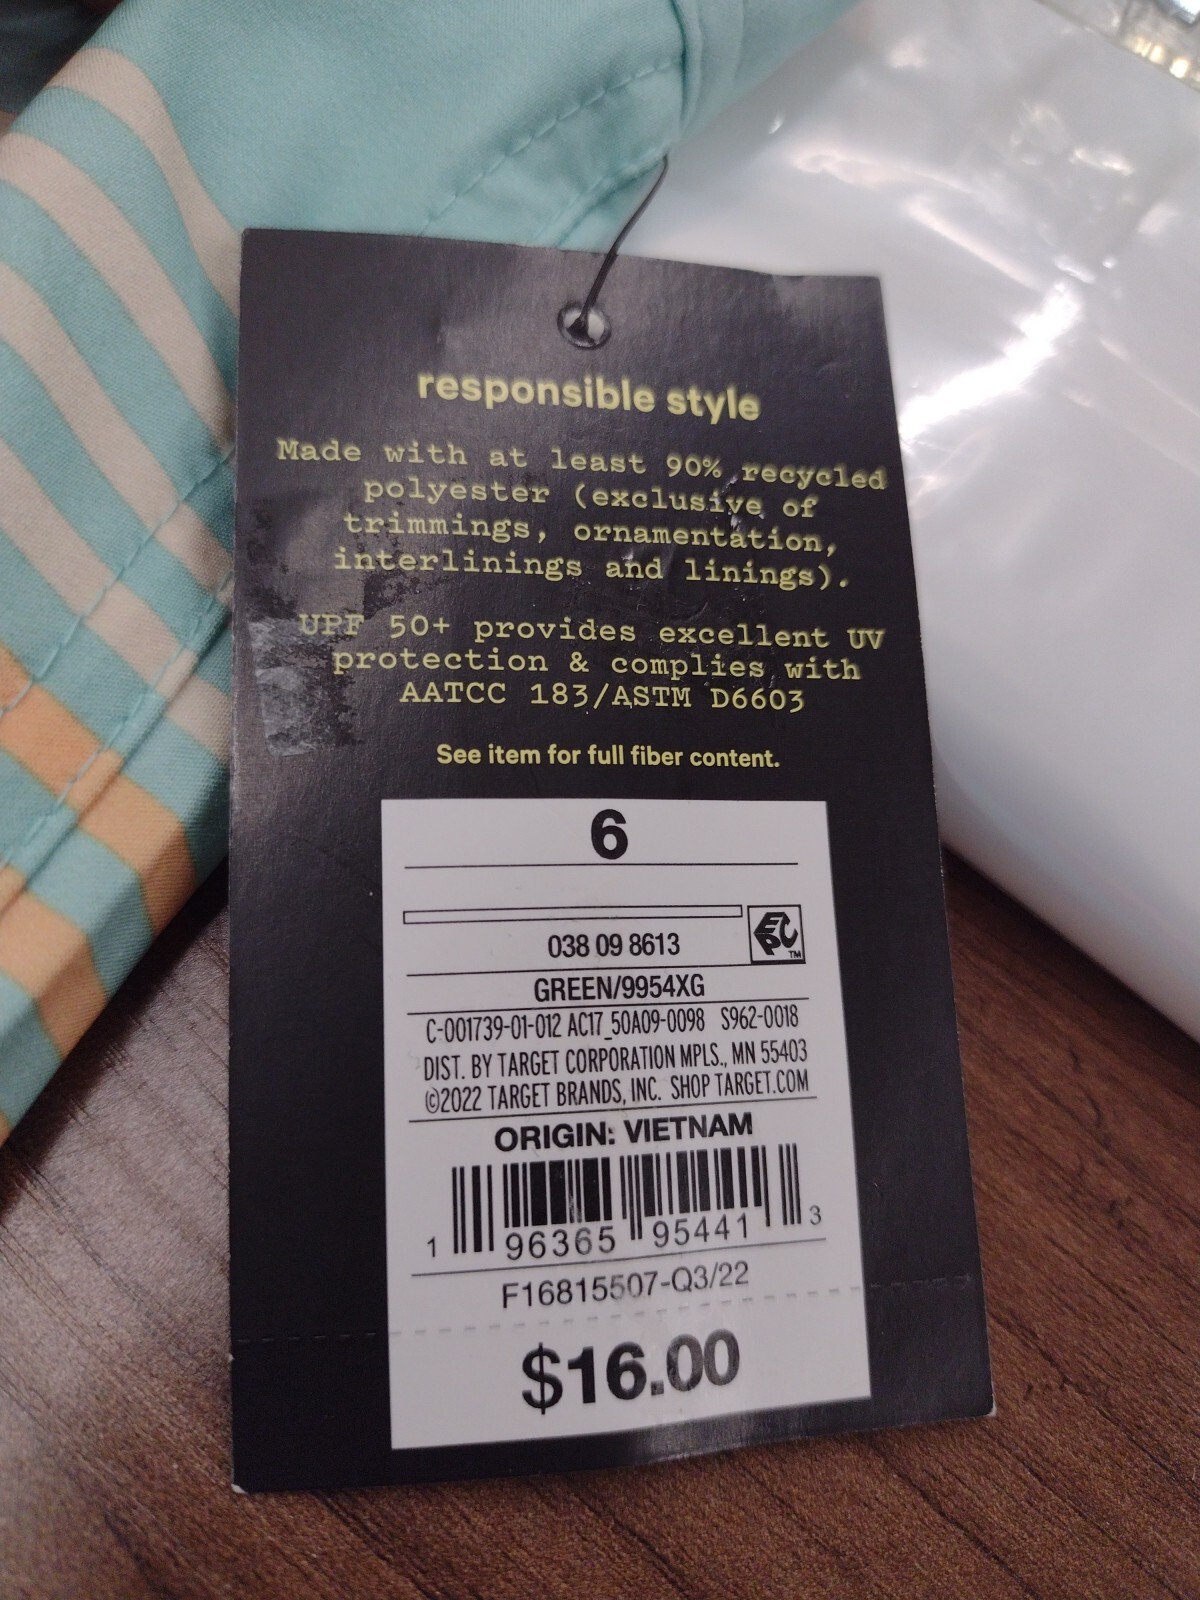 responsible style
Made with at least 90% recycled
polyester (exclusive of
trimmings, ornamentation,
interlinings and linings).
UPF 50+ provides excellent UV
protection & complies with
AATCC 183/ASTM D6603
See item for full fiber content.
6
EPC TM
038 09 8613
GREEN/9954XG
C-001739-01-012 AC17_50A09-0098 S962-0018
DIST. BY TARGET CORPORATION MPLS., MN 55403
©2022 TARGET BRANDS, INC. SHOP TARGET.COM
ORIGIN: VIETNAM
1 96365 95441 3
F16815507-Q3/22
$16.00